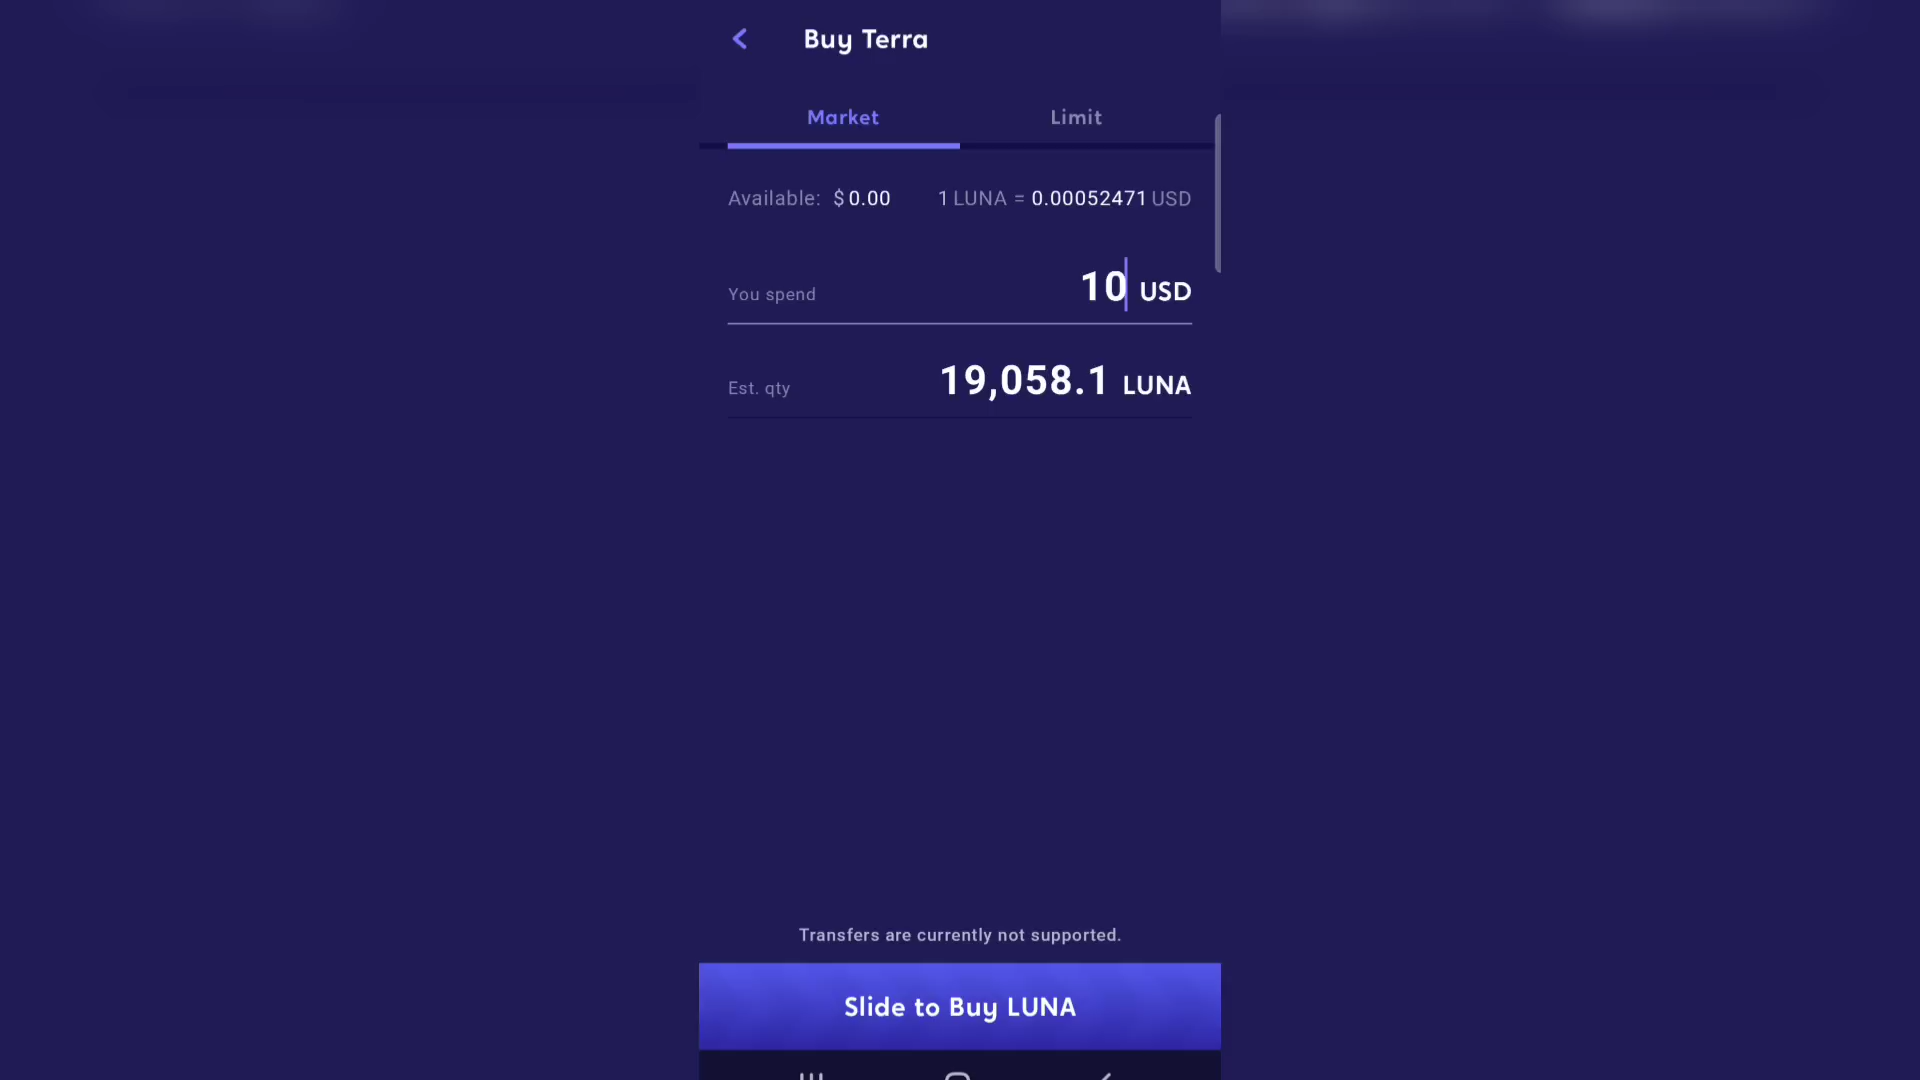 Buy Terra
Market Limit
Available: $0.00 1 LUNA = 0.00052471 USD
You spend 10 USD
Est. qty 19,058.1 LUNA
Transfers are currently not supported.
Slide to Buy LUNA